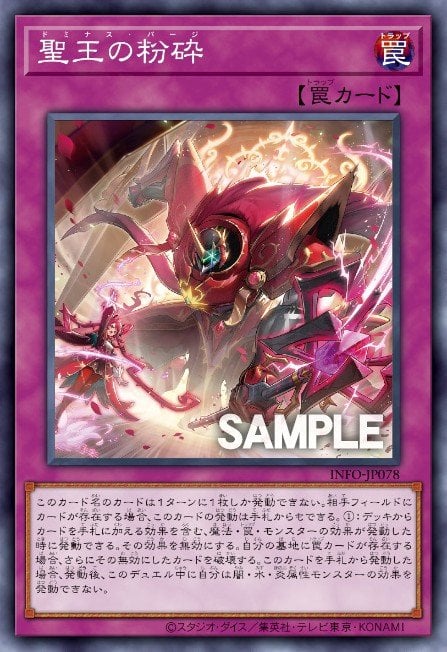 ドミナス・パージ
聖王の粉砕
トラップ
罠
トラップ
【罠カード】
SAMPLE
INFO-JP078
このカード名のカードは1ターンに1枚しか発動できない。相手フィールドに
カードが存在する場合、このカードの発動は手札からもできる。①：デッキから
カードを手札に加える効果を含む、魔法・罠・モンスターの効果が発動した
時に発動できる。その効果を無効にする。自分の墓地に罠カードが存在する
場合、さらにその無効にしたカードを破壊する。このカードを手札から発動した
場合、発動後、このデュエル中に自分は闇・水・炎属性モンスターの効果を
発動できない。
©スタジオ・ダイス／集英社・テレビ東京・KONAMI